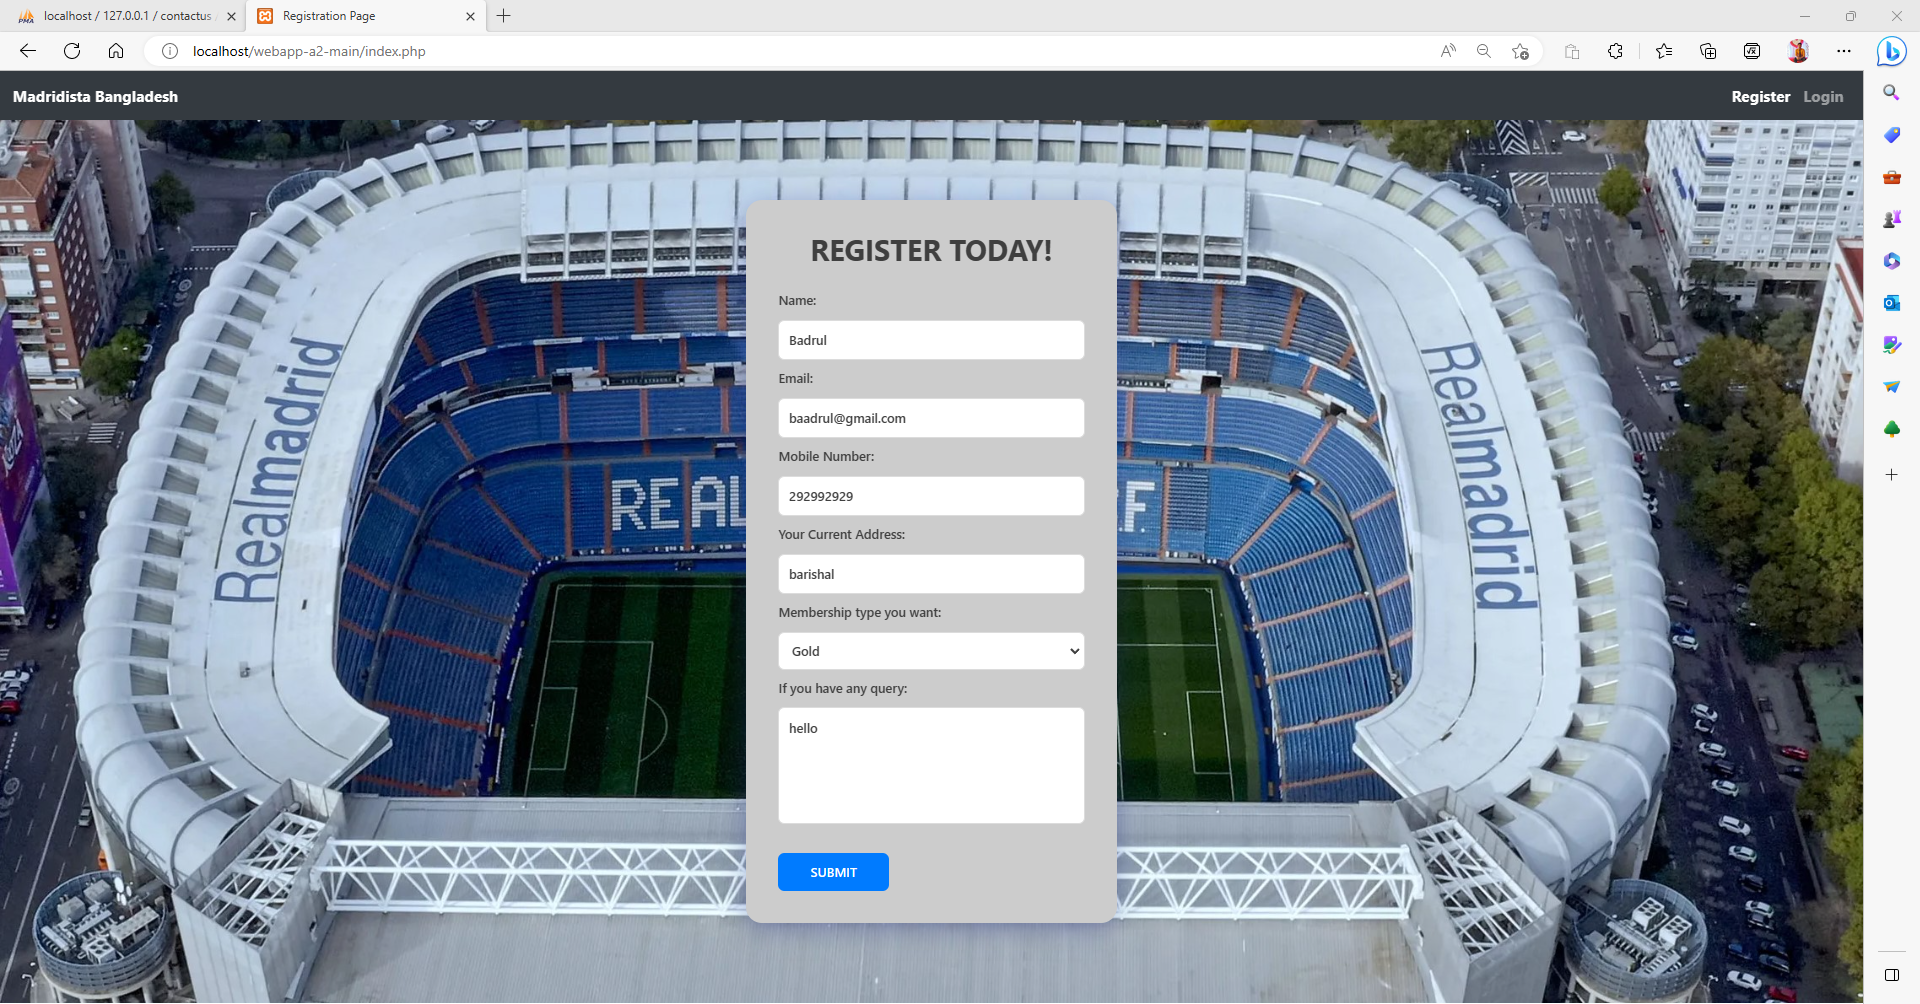 localhost / 127.0.0.1 / contactus
Registration Page
localhost/webapp-a2-main/index.php
Madridista Bangladesh
Register Login
REGISTER TODAY!
Name:
Badrul
Email:
baadrul@gmail.com
Mobile Number:
292992929
Your Current Address:
barishal
Membership type you want:
Gold
If you have any query:
hello
SUBMIT
Realmadrid
REAL
.F
Realmadrid